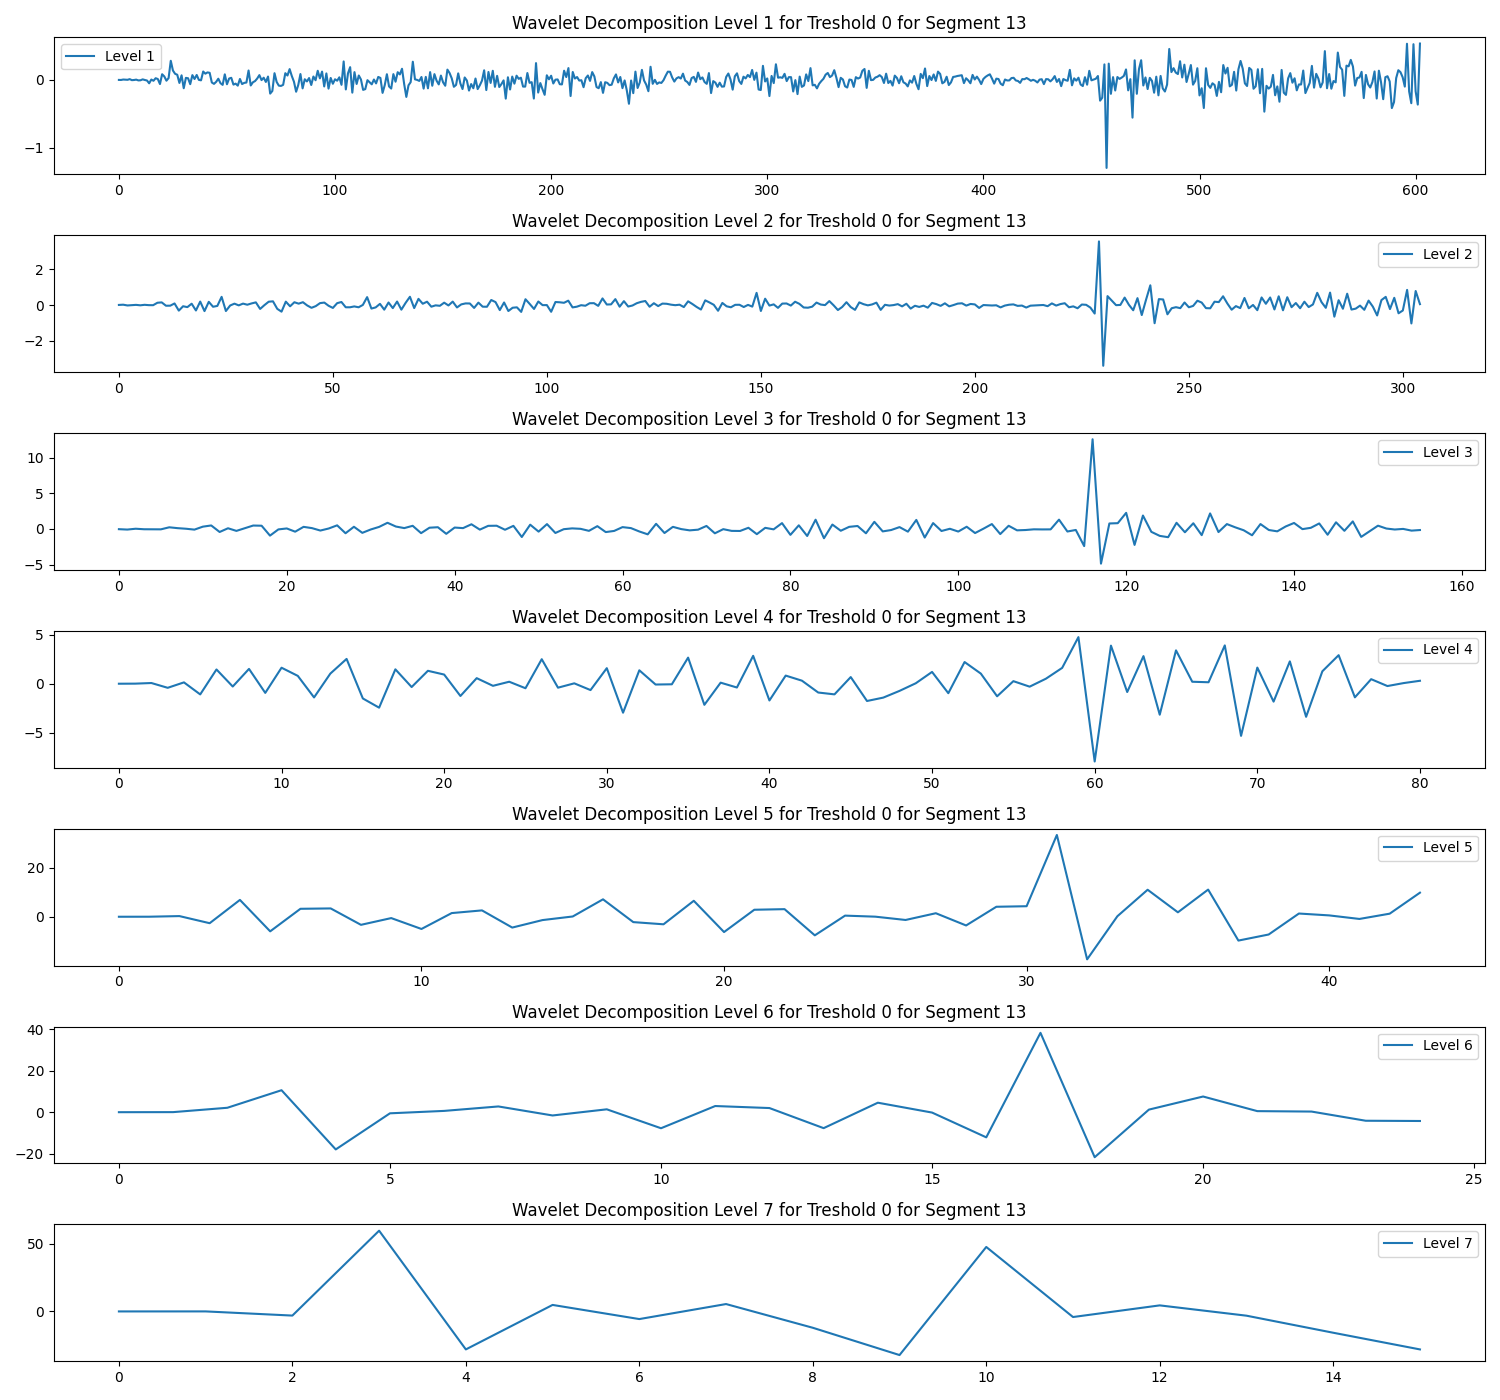 Wavelet Decomposition Level 1 for Treshold 0 for Segment 13
Level 1
0
−1
0 100 200 300 400 500 600
Wavelet Decomposition Level 2 for Treshold 0 for Segment 13
Level 2
2
0
−2
0 50 100 150 200 250 300
Wavelet Decomposition Level 3 for Treshold 0 for Segment 13
Level 3
10
5
0
−5
0 20 40 60 80 100 120 140 160
Wavelet Decomposition Level 4 for Treshold 0 for Segment 13
Level 4
5
0
−5
0 10 20 30 40 50 60 70 80
Wavelet Decomposition Level 5 for Treshold 0 for Segment 13
Level 5
20
0
0 10 20 30 40
Wavelet Decomposition Level 6 for Treshold 0 for Segment 13
Level 6
40
20
0
−20
0 5 10 15 20 25
Wavelet Decomposition Level 7 for Treshold 0 for Segment 13
Level 7
50
0
0 2 4 6 8 10 12 14